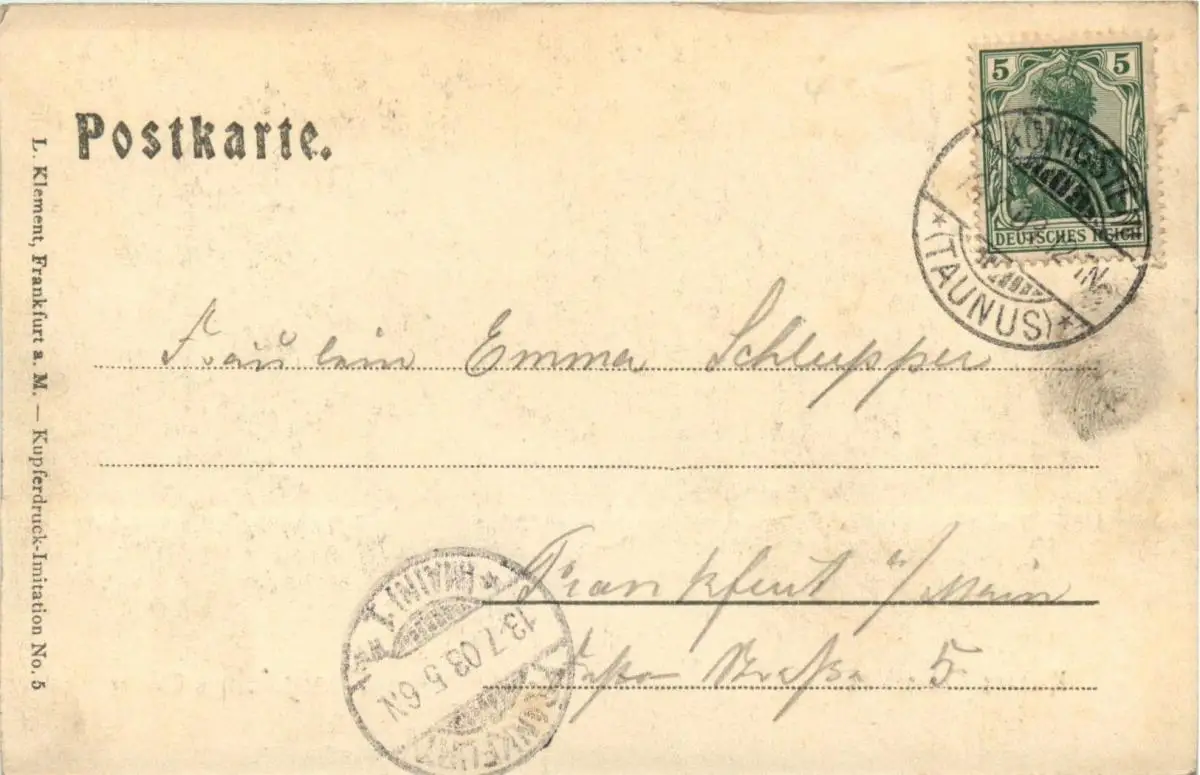 Postkarte.
5 5
DEUTSCHES REICH
KÖNIGSTEIN
* (TAUNUS) *
Fräulein Emma Schlupper
Frankfurt a/ Main
Straße 5
* (MAIN) 1. **
13.7.03.5-6N.
FRANKFURT
L. Klement, Frankfurt a. M. — Kupferdruck-Imitation No. 5